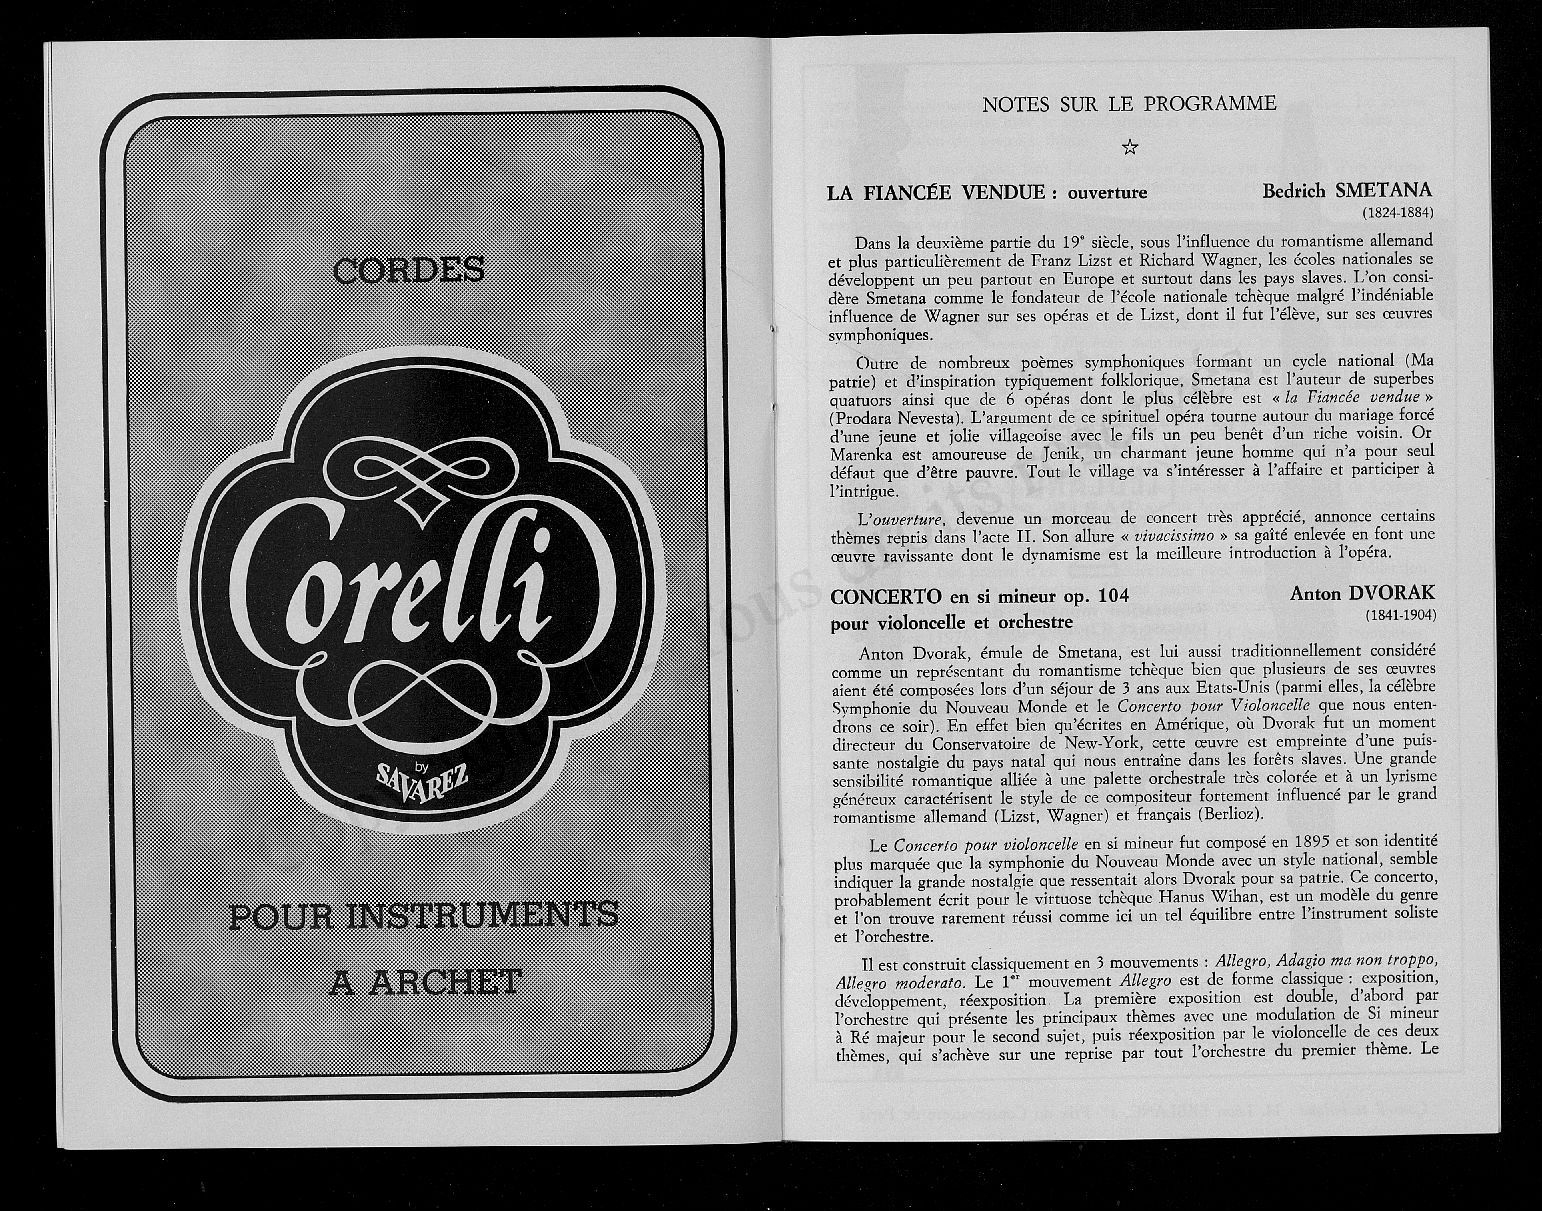 CORDES
Corelli
by
SAVAREZ
POUR INSTRUMENTS
A ARCHET
NOTES SUR LE PROGRAMME
☆
LA FIANCÉE VENDUE : ouverture Bedrich SMETANA
(1824-1884)
Dans la deuxième partie du 19e siècle, sous l'influence du romantisme allemand
et plus particulièrement de Franz Lizst et Richard Wagner, les écoles nationales se
développent un peu partout en Europe et surtout dans les pays slaves. L'on consi-
dère Smetana comme le fondateur de l'école nationale tchèque malgré l'indéniable
influence de Wagner sur ses opéras et de Lizst, dont il fut l'élève, sur ses œuvres
symphoniques.
Outre de nombreux poèmes symphoniques formant un cycle national (Ma
patrie) et d'inspiration typiquement folklorique, Smetana est l'auteur de superbes
quatuors ainsi que de 6 opéras dont le plus célèbre est « la Fiancée vendue »
(Prodara Nevesta). L'argument de ce spirituel opéra tourne autour du mariage forcé
d'une jeune et jolie villageoise avec le fils un peu benêt d'un riche voisin. Or
Marenka est amoureuse de Jenik, un charmant jeune homme qui n'a pour seul
défaut que d'être pauvre. Tout le village va s'intéresser à l'affaire et participer à
l'intrigue.
L'ouverture, devenue un morceau de concert très apprécié, annonce certains
thèmes repris dans l'acte II. Son allure « vivacissimo » sa gaîté enlevée en font une
œuvre ravissante dont le dynamisme est la meilleure introduction à l'opéra.
CONCERTO en si mineur op. 104 Anton DVORAK
pour violoncelle et orchestre (1841-1904)
Anton Dvorak, émule de Smetana, est lui aussi traditionnellement considéré
comme un représentant du romantisme tchèque bien que plusieurs de ses œuvres
aient été composées lors d'un séjour de 3 ans aux Etats-Unis (parmi elles, la célèbre
Symphonie du Nouveau Monde et le Concerto pour Violoncelle que nous enten-
drons ce soir). En effet bien qu'écrites en Amérique, où Dvorak fut un moment
directeur du Conservatoire de New-York, cette œuvre est empreinte d'une puis-
sante nostalgie du pays natal qui nous entraîne dans les forêts slaves. Une grande
sensibilité romantique alliée à une palette orchestrale très colorée et à un lyrisme
généreux caractérisent le style de ce compositeur fortement influencé par le grand
romantisme allemand (Lizst, Wagner) et français (Berlioz).
Le Concerto pour violoncelle en si mineur fut composé en 1895 et son identité
plus marquée que la symphonie du Nouveau Monde avec un style national, semble
indiquer la grande nostalgie que ressentait alors Dvorak pour sa patrie. Ce concerto,
probablement écrit pour le virtuose tchèque Hanus Wihan, est un modèle du genre
et l'on trouve rarement réussi comme ici un tel équilibre entre l'instrument soliste
et l'orchestre.
Il est construit classiquement en 3 mouvements : Allegro, Adagio ma non troppo,
Allegro moderato. Le 1er mouvement Allegro est de forme classique : exposition,
développement, réexposition. La première exposition est double, d'abord par
l'orchestre qui présente les principaux thèmes avec une modulation de Si mineur
à Ré majeur pour le second sujet, puis réexposition par le violoncelle de ces deux
thèmes, qui s'achève sur une reprise par tout l'orchestre du premier thème. Le